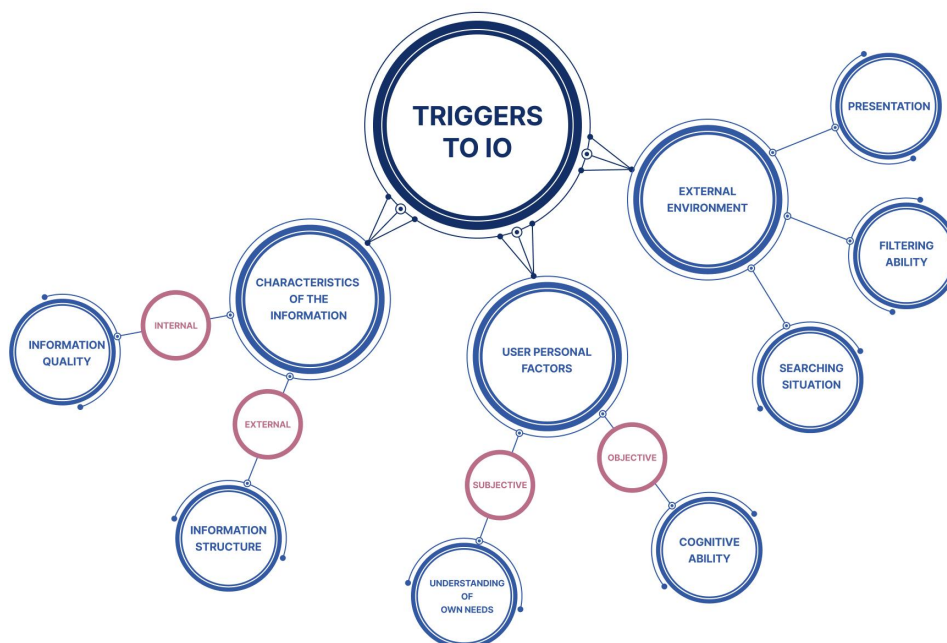 TRIGGERS
TO IO
PRESENTATION
EXTERNAL
ENVIRONMENT
FILTERING
ABILITY
CHARACTERISTICS
OF THE
INFORMATION
INTERNAL
INFORMATION
QUALITY
USER PERSONAL
FACTORS
SEARCHING
SITUATION
EXTERNAL
OBJECTIVE
SUBJECTIVE
INFORMATION
STRUCTURE
COGNITIVE
ABILITY
UNDERSTANDING
OF
OWN NEEDS